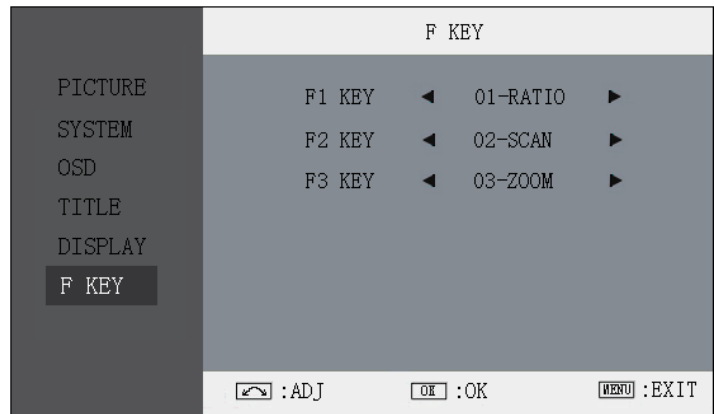 F KEY
PICTURE
SYSTEM
OSD
TITLE
DISPLAY
F KEY
F1 KEY ◀ 01-RATIO ▶
F2 KEY ◀ 02-SCAN ▶
F3 KEY ◀ 03-ZOOM ▶
:ADJ OK :OK MENU :EXIT